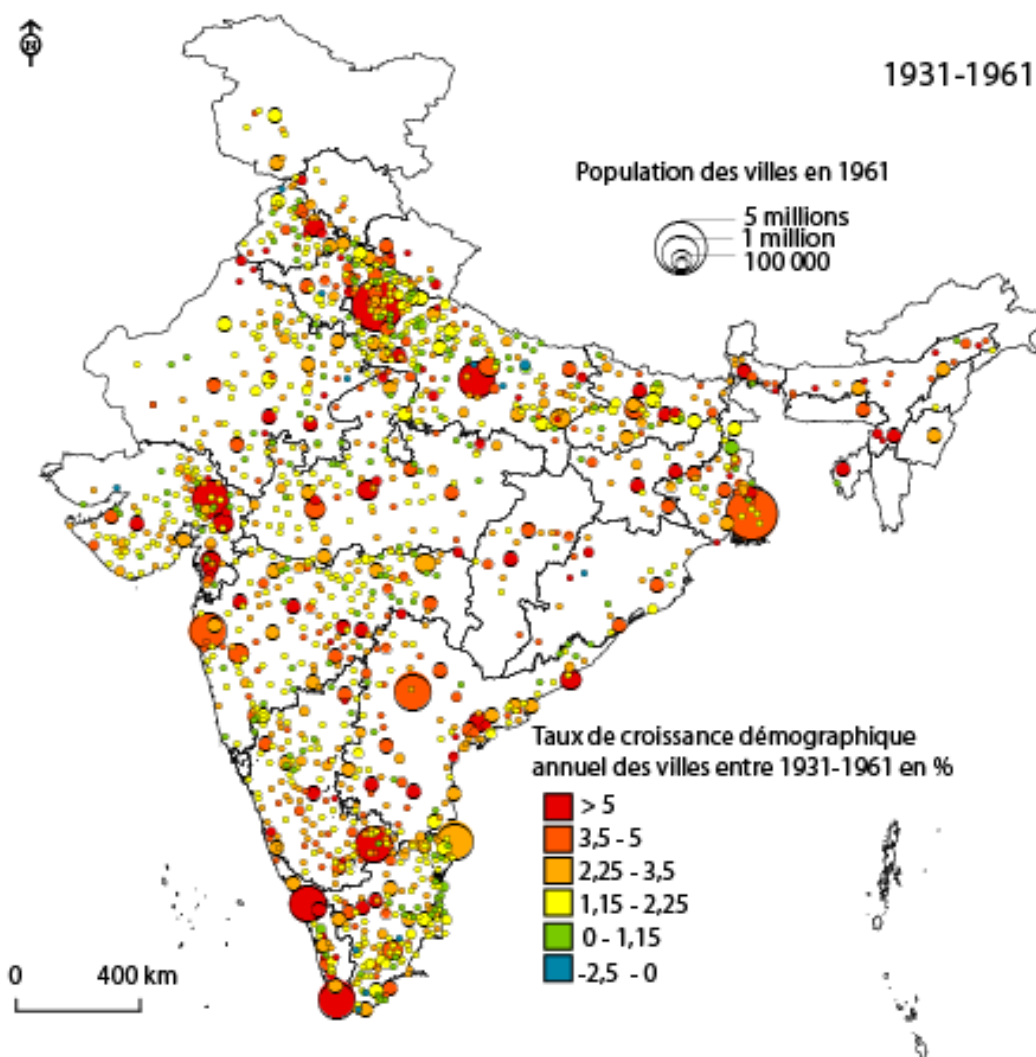 N
1931-1961
Population des villes en 1961
5 millions
1 million
100 000
Taux de croissance démographique
annuel des villes entre 1931-1961 en %
> 5
3,5 - 5
2,25 - 3,5
1,15 - 2,25
0 - 1,15
-2,5 - 0
0 400 km